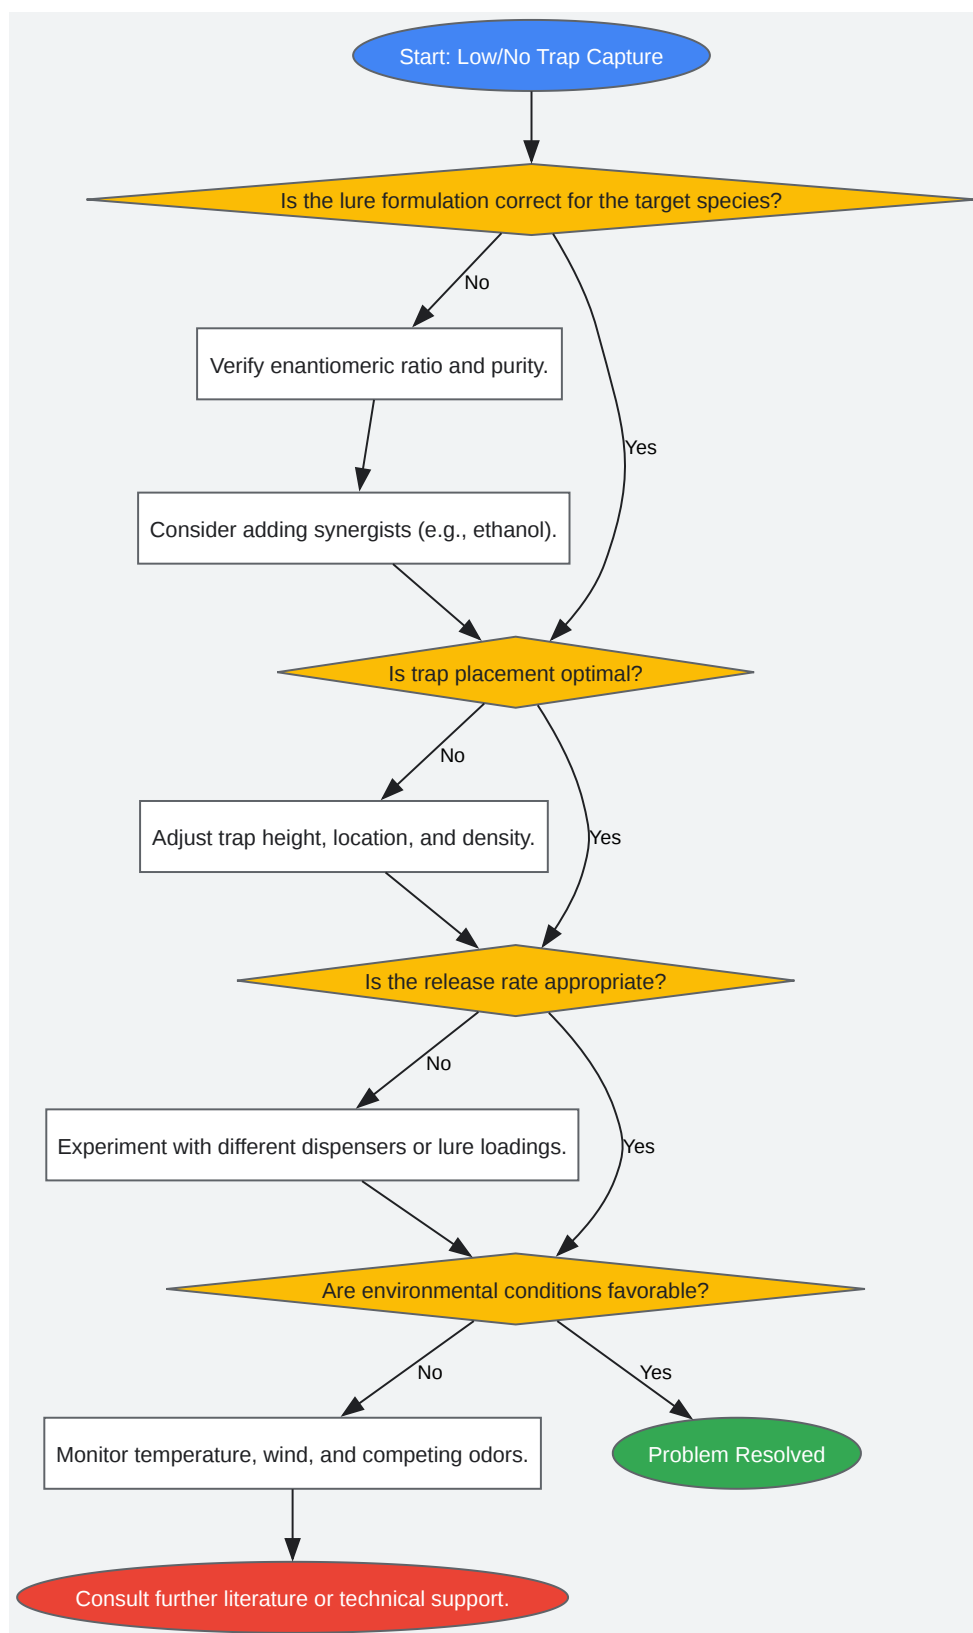 Start: Low/No Trap Capture
Is the lure formulation correct for the target species?
No
Verify enantiomeric ratio and purity.
Yes
Consider adding synergists (e.g., ethanol).
Is trap placement optimal?
No
Adjust trap height, location, and density.
Yes
Is the release rate appropriate?
No
Experiment with different dispensers or lure loadings.
Yes
Are environmental conditions favorable?
No
Yes
Monitor temperature, wind, and competing odors.
Problem Resolved
Consult further literature or technical support.